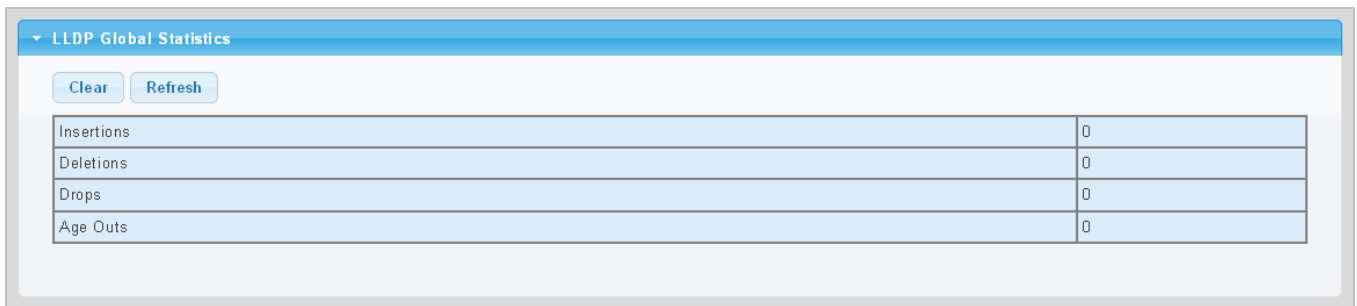 LLDP Global Statistics
Clear Refresh
Insertions 0
Deletions 0
Drops 0
Age Outs 0